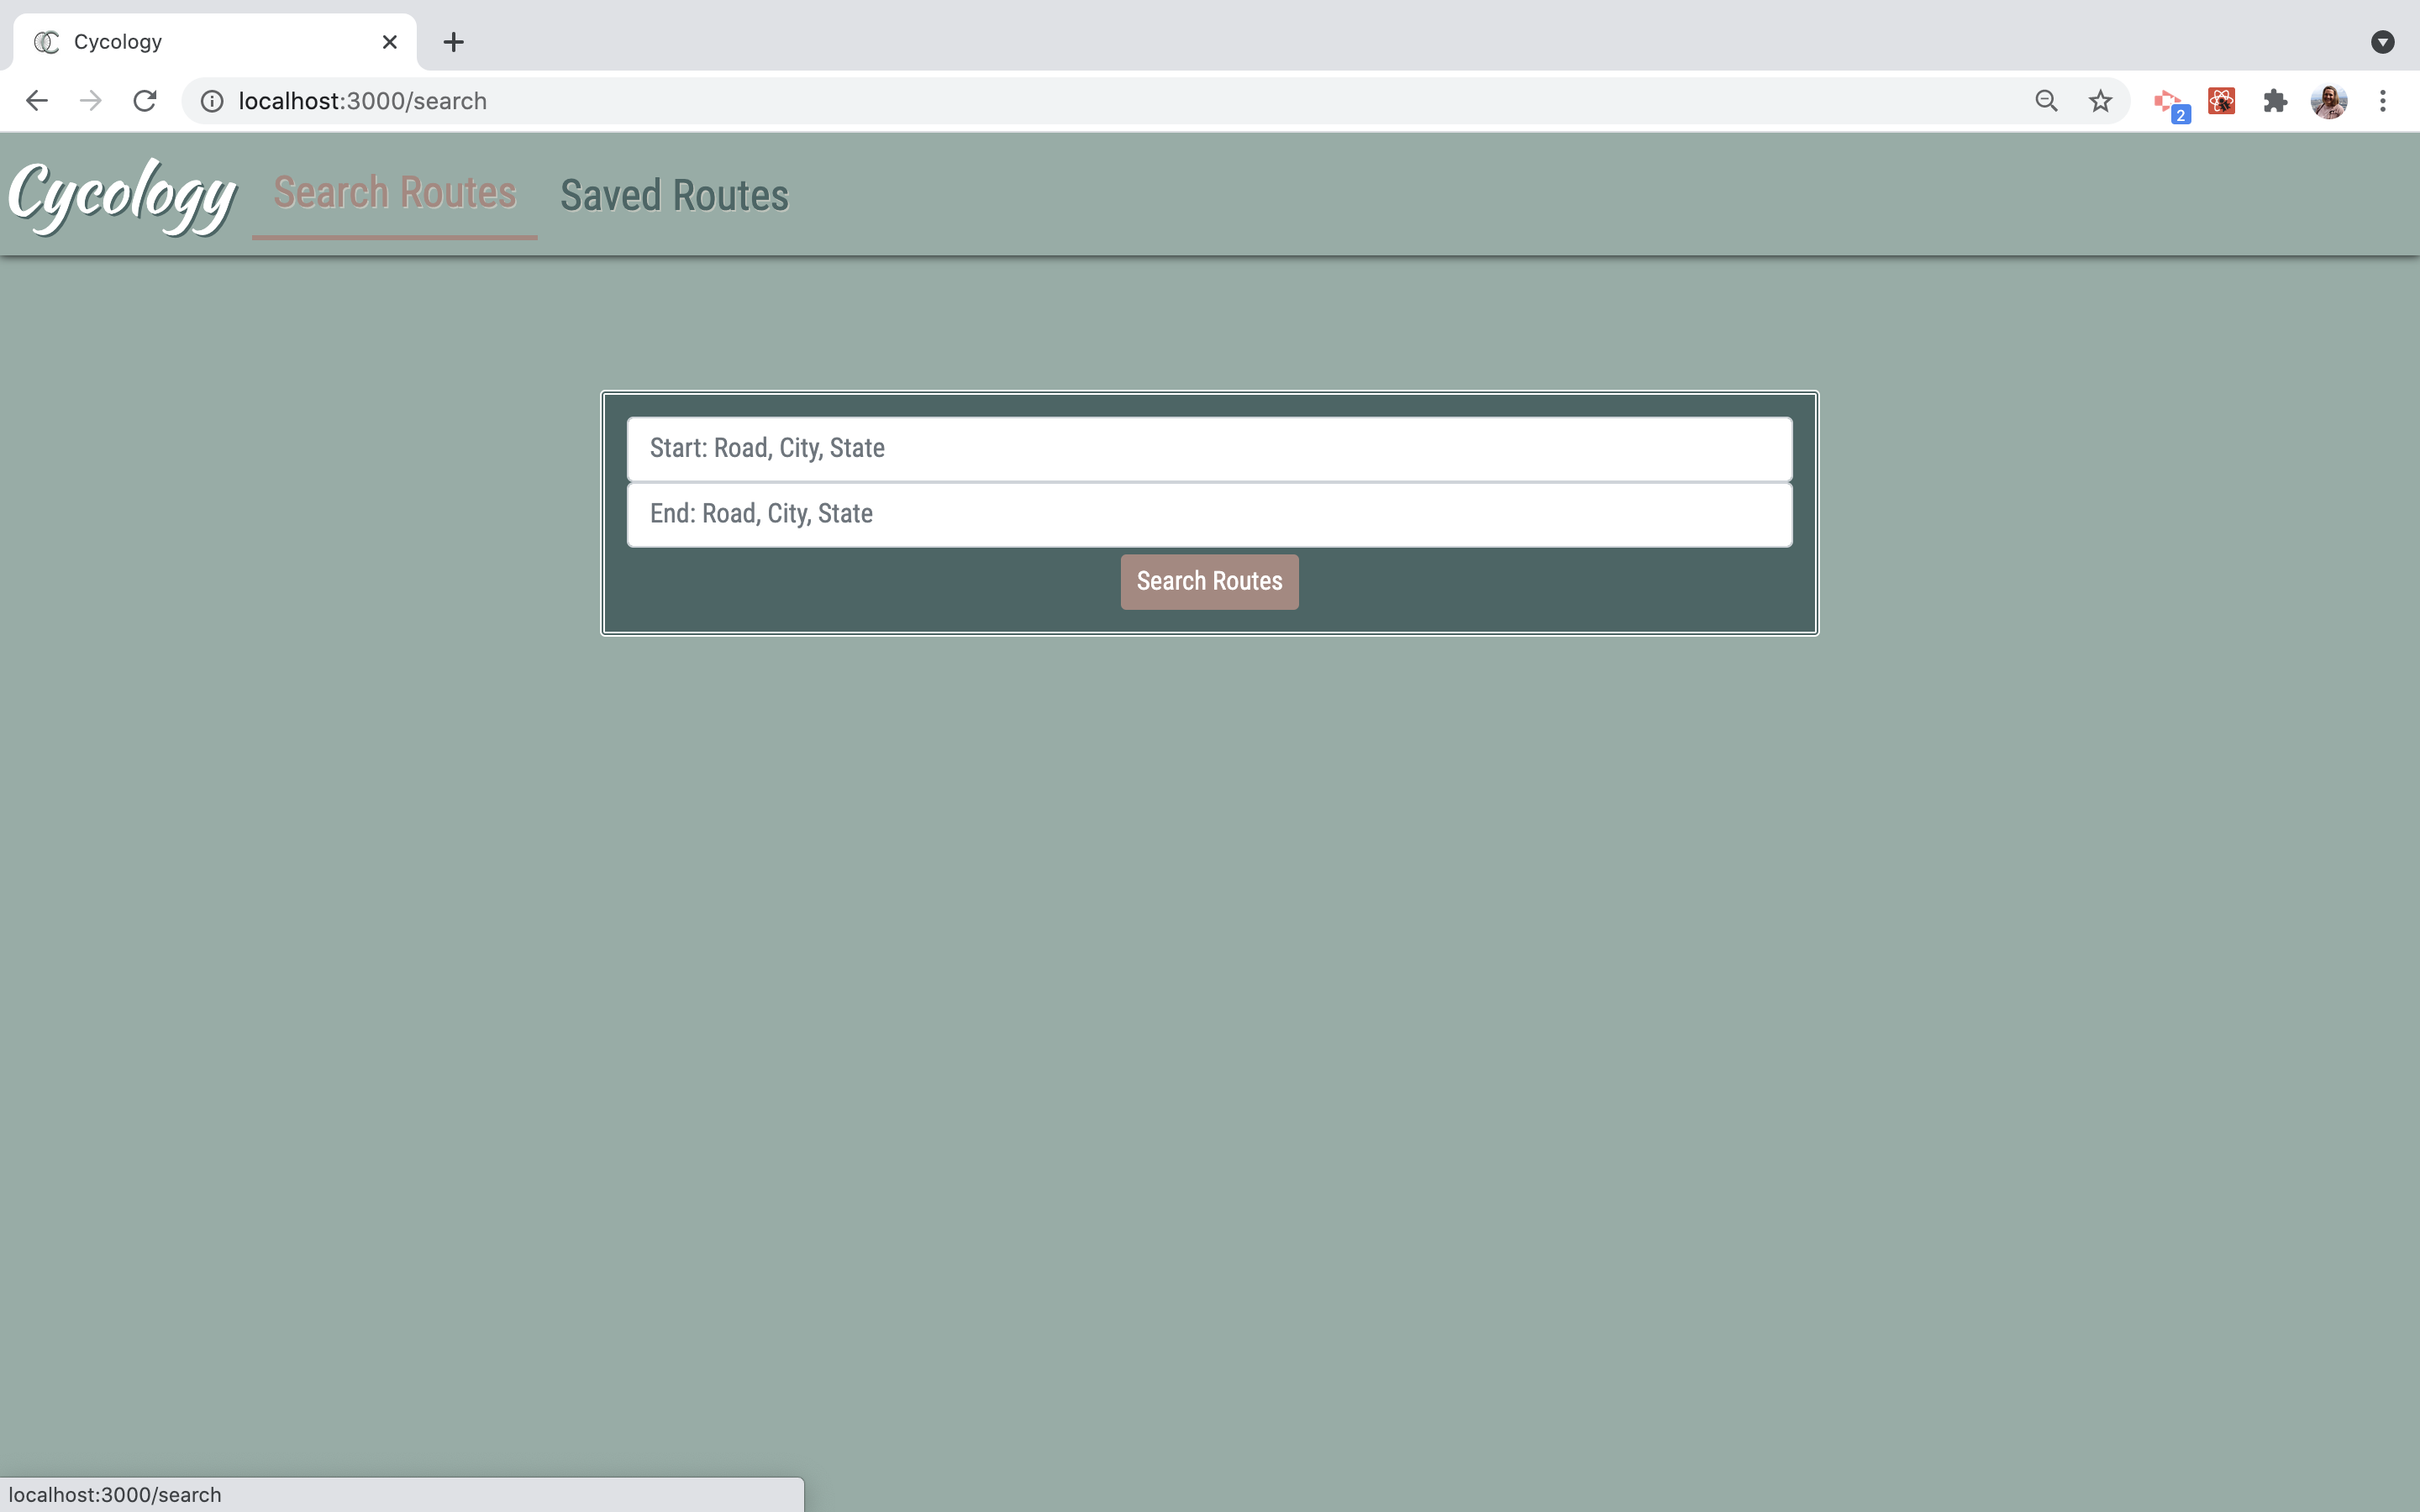 Cycology
localhost:3000/search
2
Cycology Search Routes Saved Routes
Start: Road, City, State
End: Road, City, State
Search Routes
localhost:3000/search